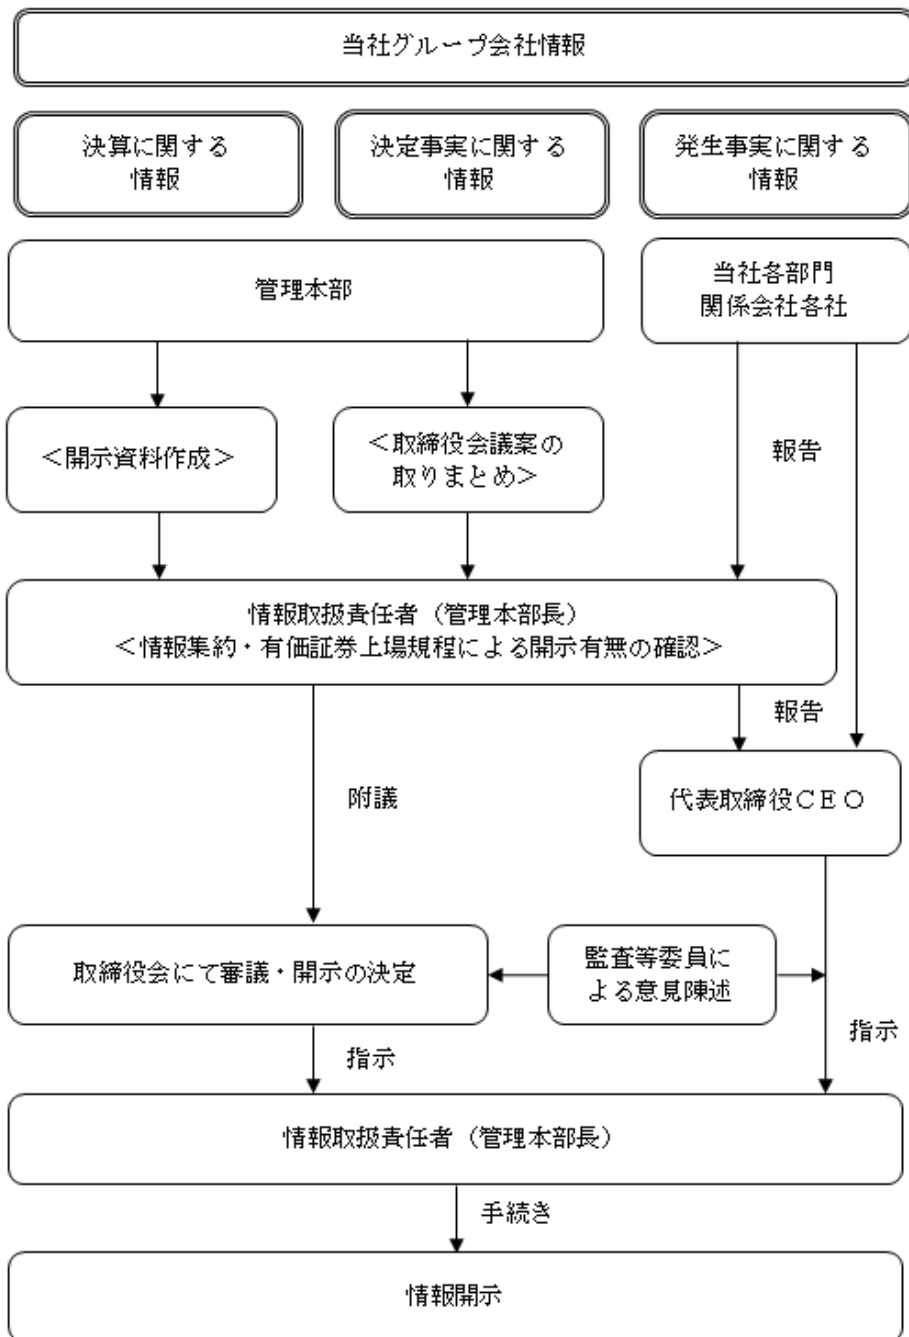 当社グループ会社情報
決算に関する
情報
決定事実に関する
情報
発生事実に関する
情報
管理本部
当社各部門
関係会社各社
＜開示資料作成＞
＜取締役会議案の
取りまとめ＞
報告
情報取扱責任者（管理本部長）
＜情報集約・有価証券上場規程による開示有無の確認＞
報告
附議
代表取締役ＣＥＯ
取締役会にて審議・開示の決定
監査等委員に
よる意見陳述
指示
指示
情報取扱責任者（管理本部長）
手続き
情報開示